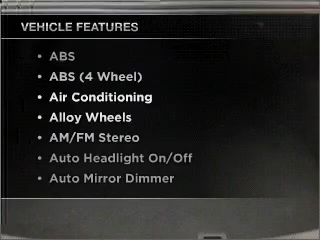 VEHICLE FEATURES
• ABS
• ABS (4 Wheel)
• Air Conditioning
• Alloy Wheels
• AM/FM Stereo
• Auto Headlight On/Off
• Auto Mirror Dimmer